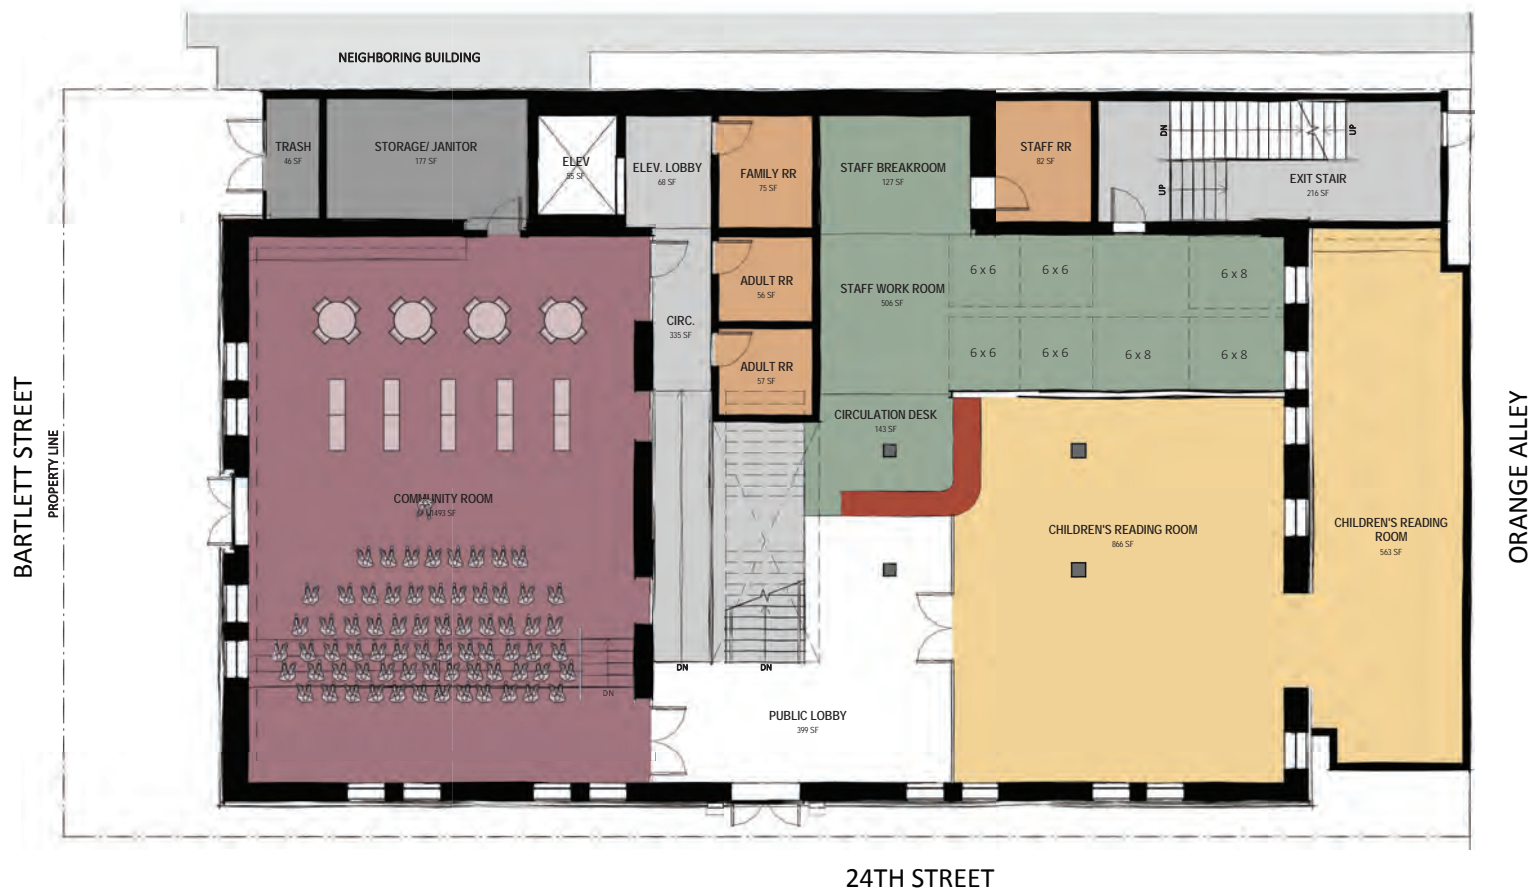 NEIGHBORING BUILDING
TRASH
46 SF
STORAGE/ JANITOR
177 SF
ELEV
55 SF
ELEV. LOBBY
68 SF
FAMILY RR
75 SF
STAFF BREAKROOM
127 SF
STAFF RR
82 SF
DN
UP
UP
EXIT STAIR
216 SF
ADULT RR
56 SF
STAFF WORK ROOM
506 SF
6 x 6
6 x 6
6 x 8
CIRC.
335 SF
6 x 6
6 x 6
6 x 8
6 x 8
ADULT RR
57 SF
CIRCULATION DESK
143 SF
BARTLETT STREET
PROPERTY LINE
COMMUNITY ROOM
1493 SF
CHILDREN'S READING ROOM
866 SF
CHILDREN'S READING
ROOM
563 SF
ORANGE ALLEY
DN
DN
DN
PUBLIC LOBBY
399 SF
24TH STREET